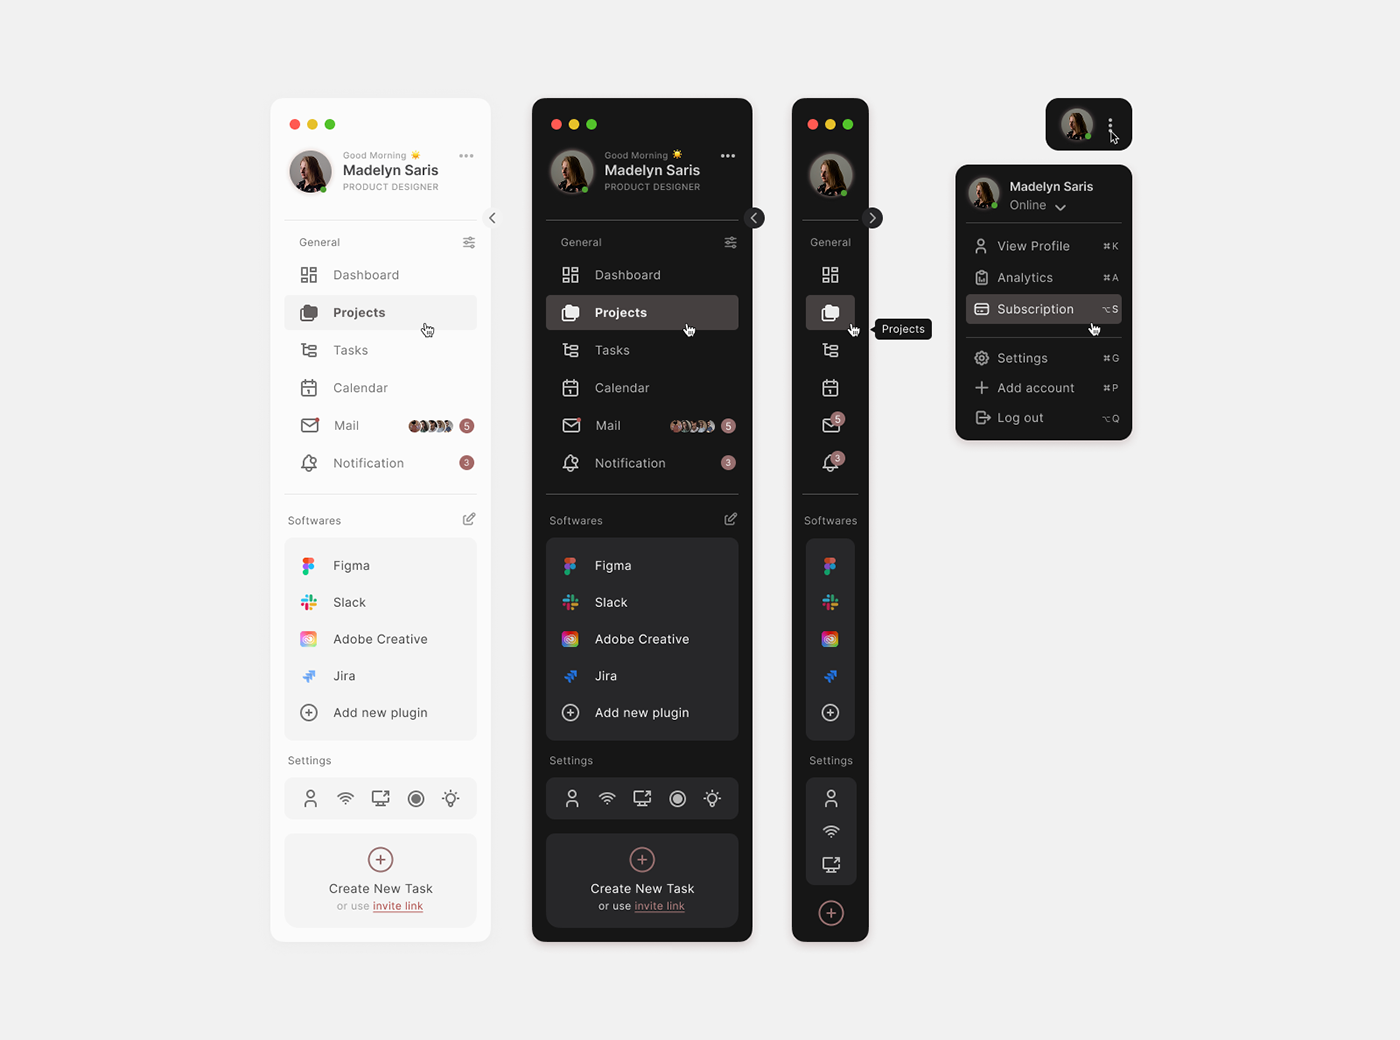 Good Morning
Madelyn Saris
PRODUCT DESIGNER
General
Dashboard
Projects
Tasks
Calendar
Mail 5
Notification 3
Softwares
Figma
Slack
Adobe Creative
Jira
Add new plugin
Settings
Create New Task
or use invite link
Good Morning
Madelyn Saris
PRODUCT DESIGNER
General
Dashboard
Projects
Tasks
Calendar
Mail 5
Notification 3
Softwares
Figma
Slack
Adobe Creative
Jira
Add new plugin
Settings
Create New Task
or use invite link
General
Projects
5
3
Softwares
Settings
Madelyn Saris
Online
View Profile ⌘K
Analytics ⌘A
Subscription ⌥S
Settings ⌘G
Add account ⌘P
Log out ⌥Q